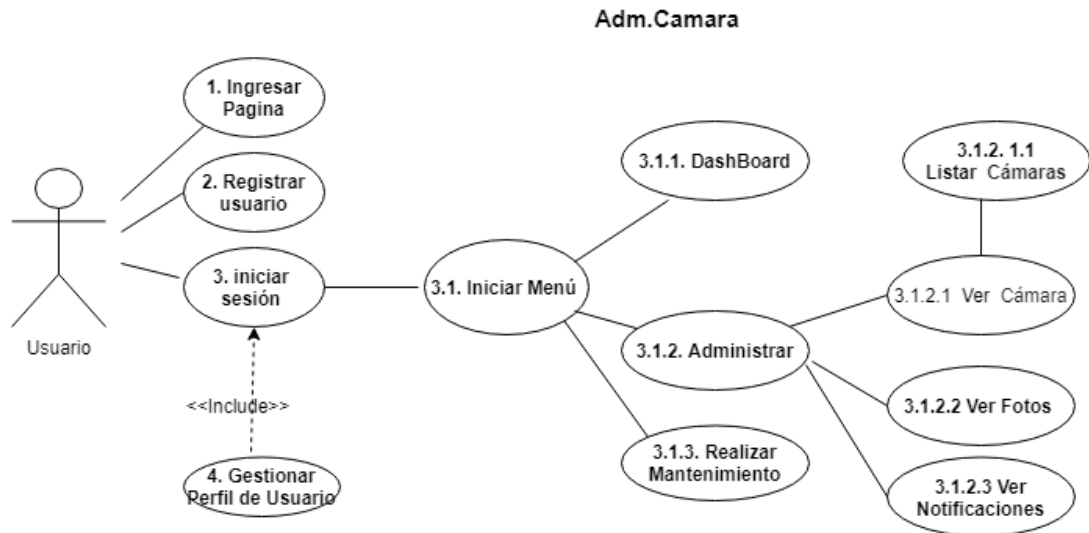 Adm.Camara
1. Ingresar
Pagina
2. Registrar
usuario
3. iniciar
sesión
Usuario
<<Include>>
4. Gestionar
Perfil de Usuario
3.1. Iniciar Menú
3.1.1. DashBoard
3.1.2. Administrar
3.1.3. Realizar
Mantenimiento
3.1.2. 1.1
Listar Cámaras
3.1.2.1 Ver Cámara
3.1.2.2 Ver Fotos
3.1.2.3 Ver
Notificaciones